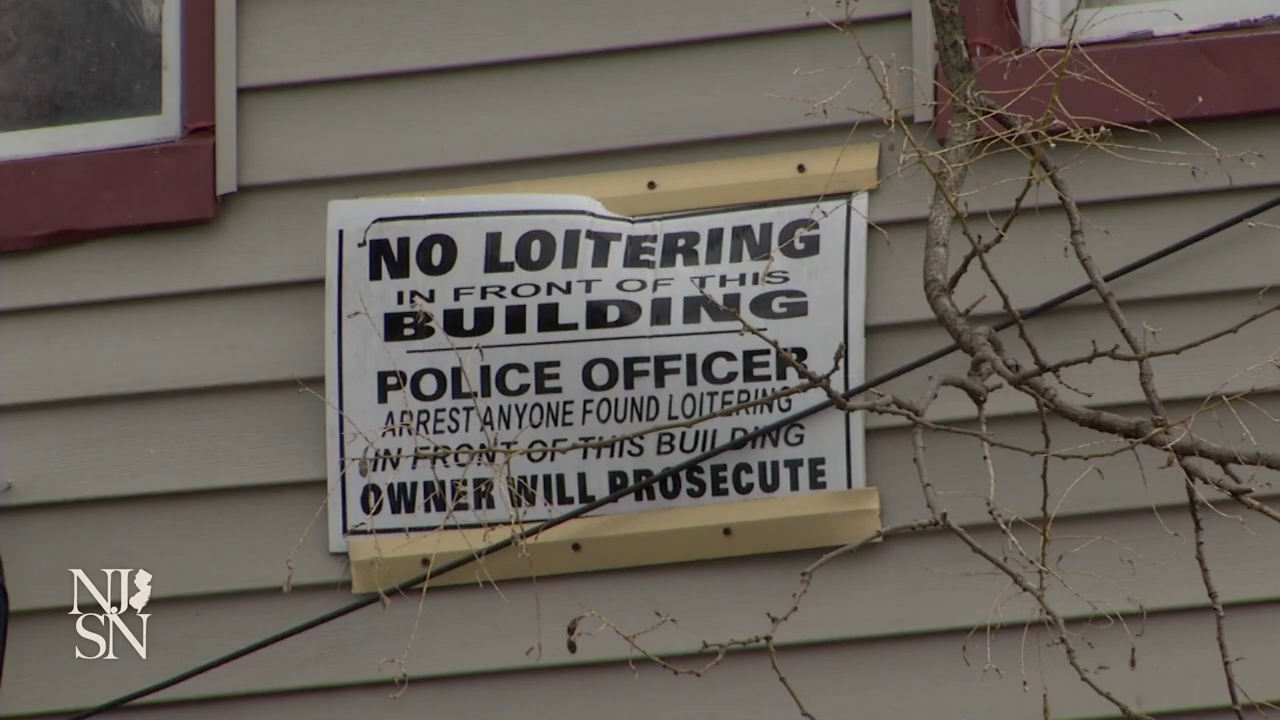 NO LOITERING
IN FRONT OF THIS
BUILDING
POLICE OFFICER
ARREST ANYONE FOUND LOITERING
IN FRONT OF THIS BUILDING
OWNER WILL PROSECUTE
NJ
SN